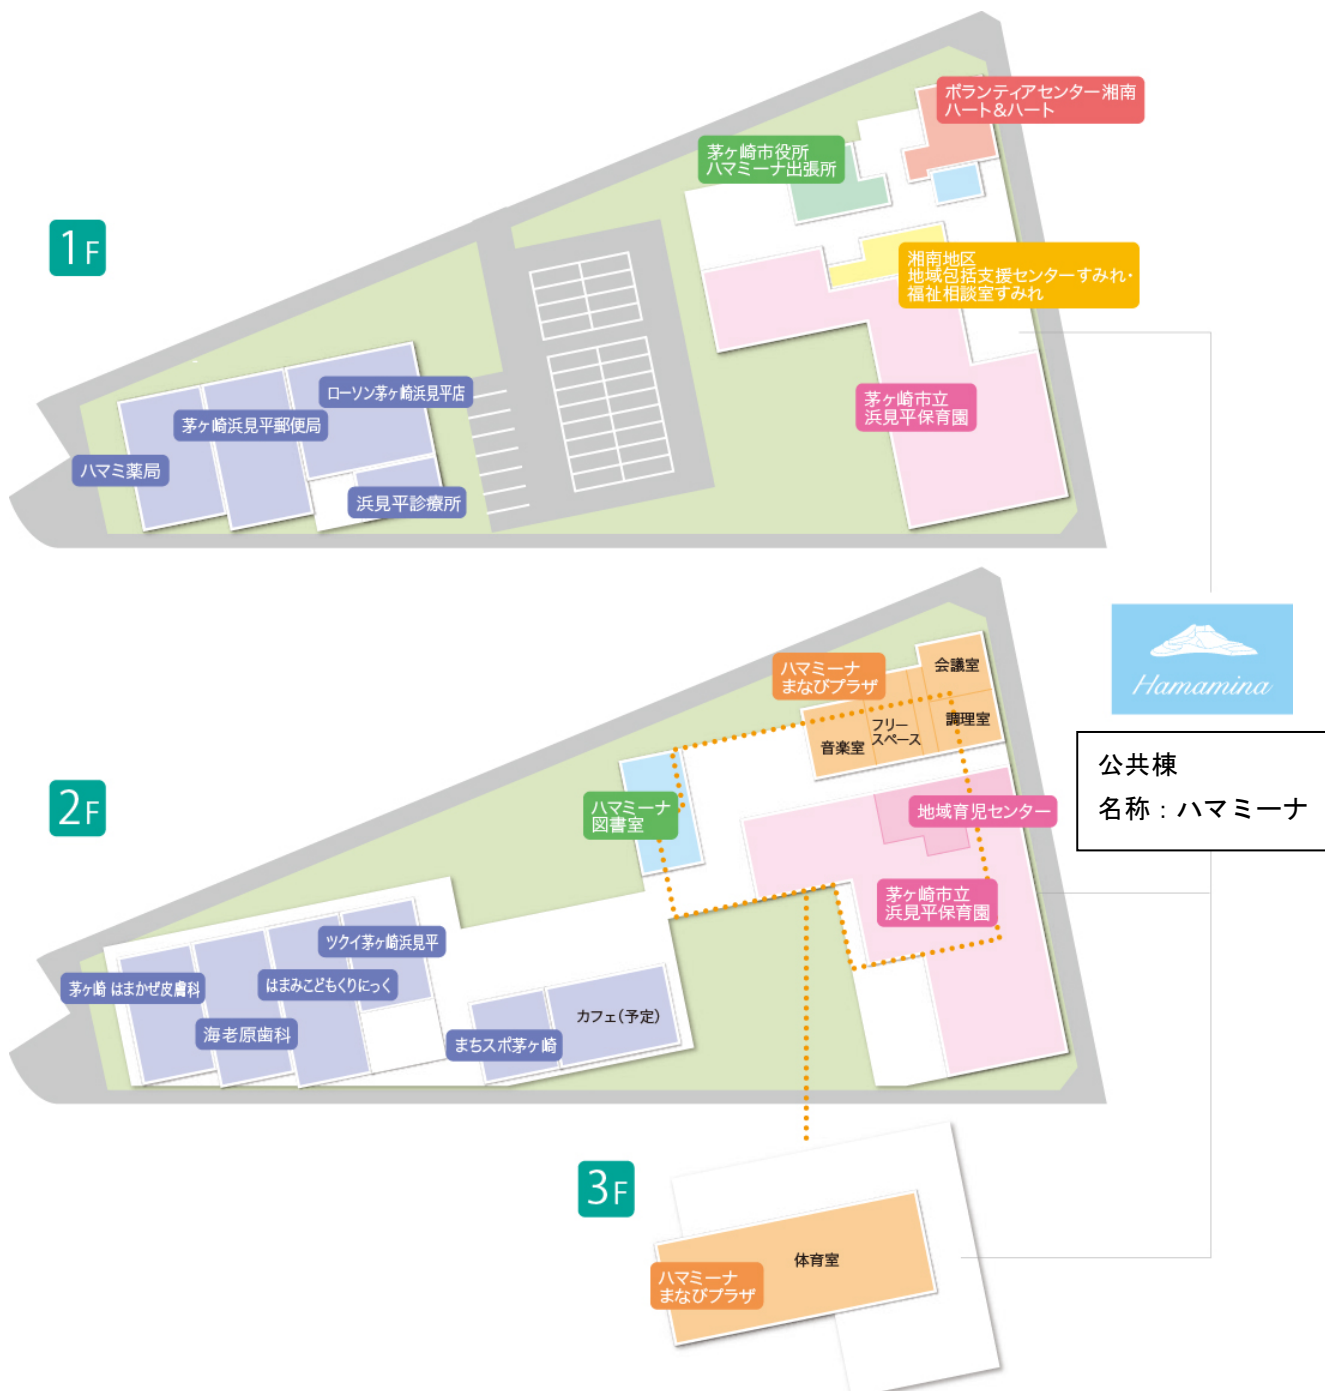 1F
ボランティアセンター湘南
ハート&ハート
茅ヶ崎市役所
ハマミーナ出張所
湘南地区
地域包括支援センターすみれ・
福祉相談室すみれ
ローソン茅ヶ崎浜見平店
茅ヶ崎浜見平郵便局
ハマミ薬局
浜見平診療所
茅ヶ崎市立
浜見平保育園
2F
ハマミーナ
まなびプラザ
会議室
調理室
フリー
スペース
音楽室
ハマミーナ
図書室
地域育児センター
茅ヶ崎市立
浜見平保育園
ツクイ茅ヶ崎浜見平
はまみこどもくりにっく
茅ヶ崎 はまかぜ皮膚科
海老原歯科
まちスポ茅ヶ崎
カフェ(予定)
Hamamina
公共棟
名称：ハマミーナ
3F
体育室
ハマミーナ
まなびプラザ